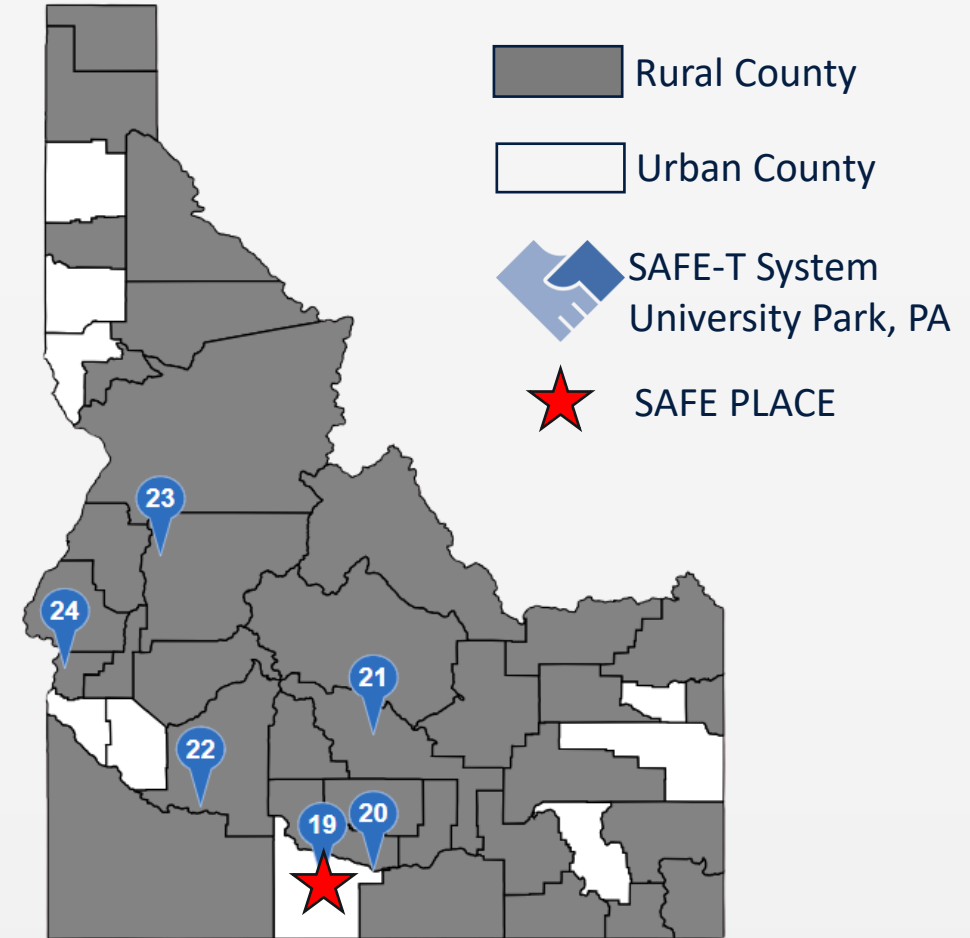 Rural County
Urban County
SAFE-T System
University Park, PA
SAFE PLACE
23
24
21
22
19
20